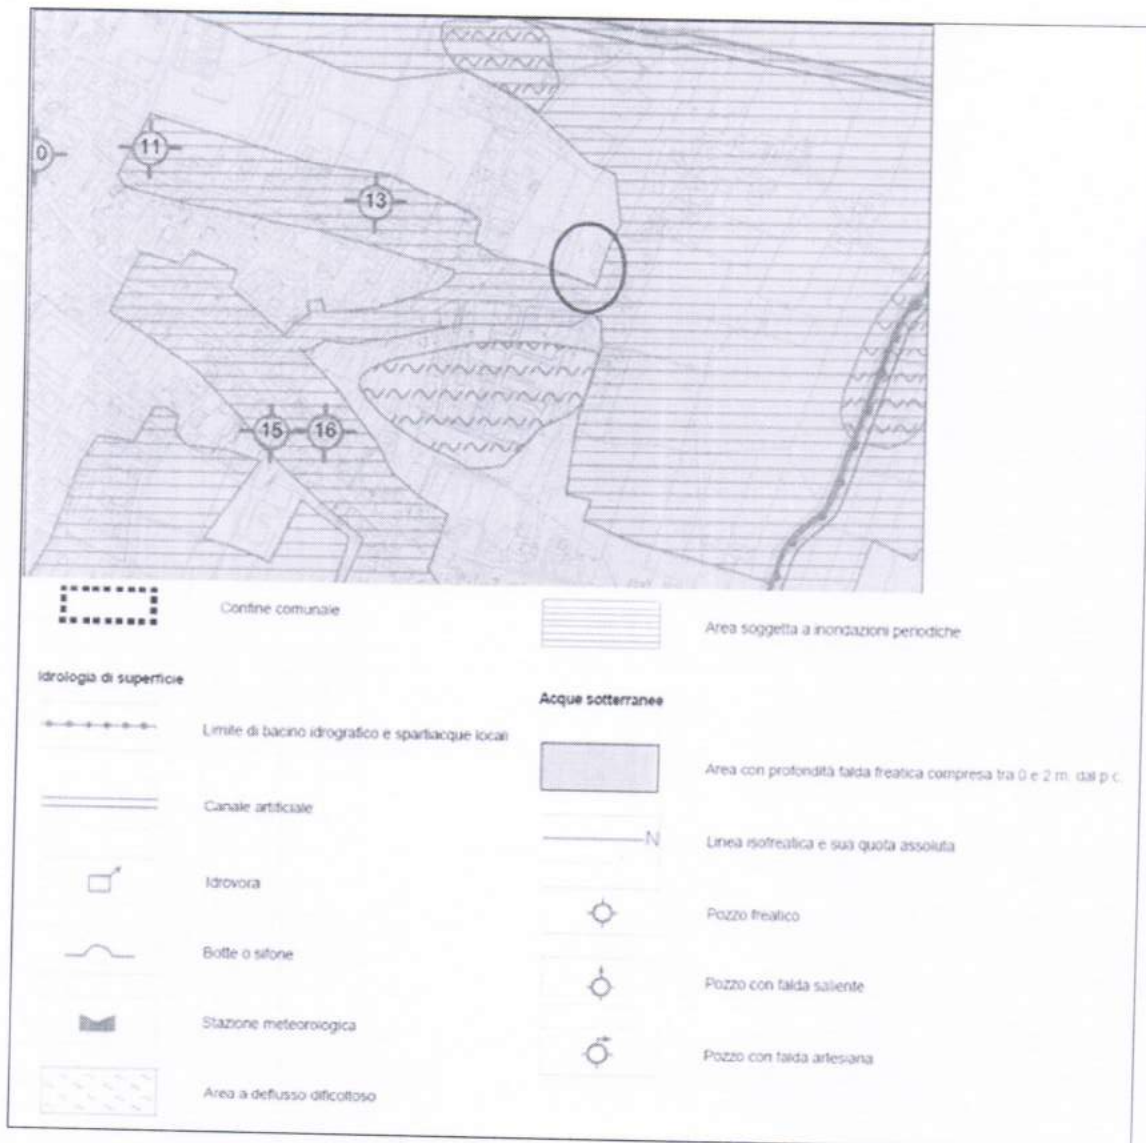 0
11
13
15
16
Confine comunale
Area soggetta a inondazioni periodiche
Idrologia di superficie
Acque sotterranee
Limite di bacino idrografico e spartiacque locali
Area con profondità falda freatica compresa tra 0 e 2 m. dal p.c.
Canale artificiale
N
Linea isofreatica e sua quota assoluta
Idrovora
Pozzo freatico
Botte o sifone
Pozzo con falda saliente
Stazione meteorologica
Pozzo con falda artesiana
Area a deflusso dificoltoso